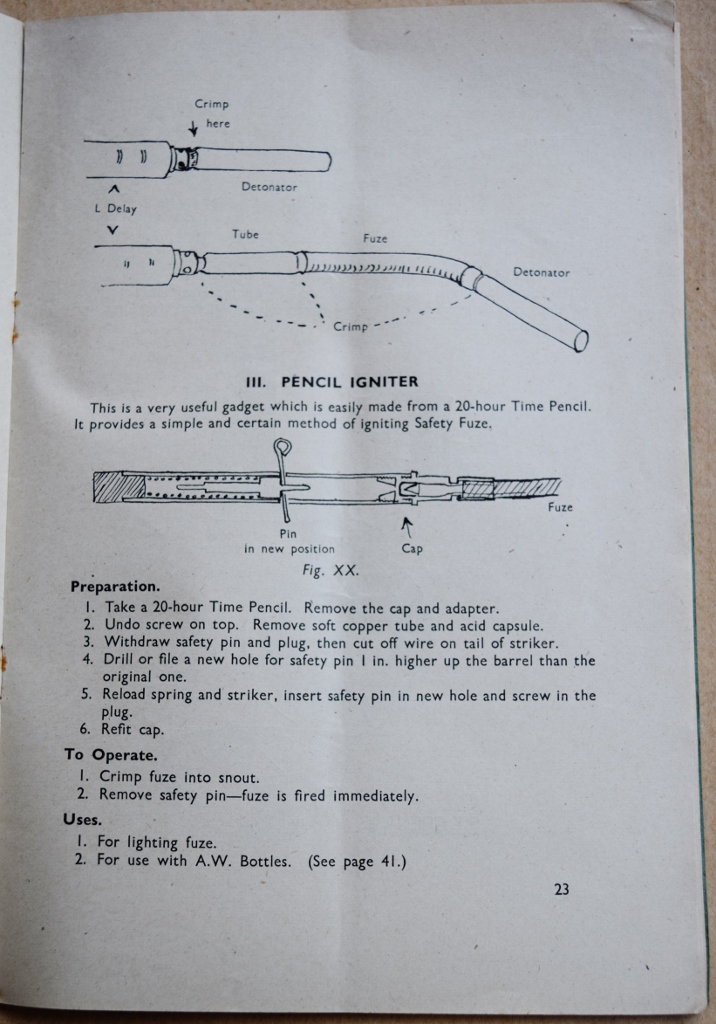 Crimp
here
Detonator
L Delay
Tube
Fuze
Detonator
Crimp
III. PENCIL IGNITER
This is a very useful gadget which is easily made from a 20-hour Time Pencil.
It provides a simple and certain method of igniting Safety Fuze.
Fuze
Pin
in new position
Cap
Fig. XX.
Preparation.
1. Take a 20-hour Time Pencil. Remove the cap and adapter.
2. Undo screw on top. Remove soft copper tube and acid capsule.
3. Withdraw safety pin and plug, then cut off wire on tail of striker.
4. Drill or file a new hole for safety pin 1 in. higher up the barrel than the
original one.
5. Reload spring and striker, insert safety pin in new hole and screw in the
plug.
6. Refit cap.
To Operate.
1. Crimp fuze into snout.
2. Remove safety pin—fuze is fired immediately.
Uses.
1. For lighting fuze.
2. For use with A.W. Bottles. (See page 41.)
23